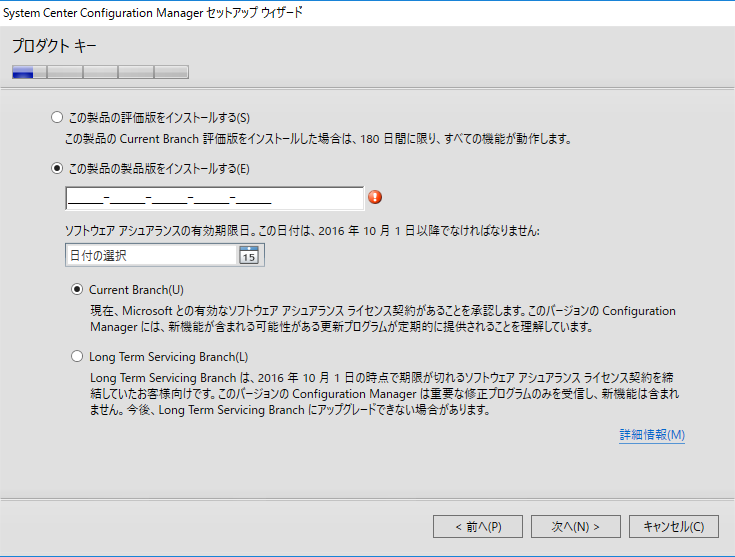 System Center Configuration Manager セットアップ ウィザード
プロダクト キー
この製品の評価版をインストールする(S)
この製品の Current Branch 評価版をインストールした場合は、180 日間に限り、すべての機能が動作します。
この製品の製品版をインストールする(E)
_____-_____-_____-_____-_____
ソフトウェア アシュアランスの有効期限日。この日付は、2016 年 10 月 1 日以降でなければなりません:
日付の選択 15
Current Branch(U)
現在、Microsoft との有効なソフトウェア アシュアランス ライセンス契約があることを承認します。このバージョンの Configuration
Manager には、新機能が含まれる可能性がある更新プログラムが定期的に提供されることを理解しています。
Long Term Servicing Branch(L)
Long Term Servicing Branch は、2016 年 10 月 1 日の時点で期限が切れるソフトウェア アシュアランス ライセンス契約を締
結していたお客様向けです。このバージョンの Configuration Manager は重要な修正プログラムのみを受信し、新機能は含まれ
ません。今後、Long Term Servicing Branch にアップグレードできない場合があります。
詳細情報(M)
< 前へ(P) 次へ(N) > キャンセル(C)